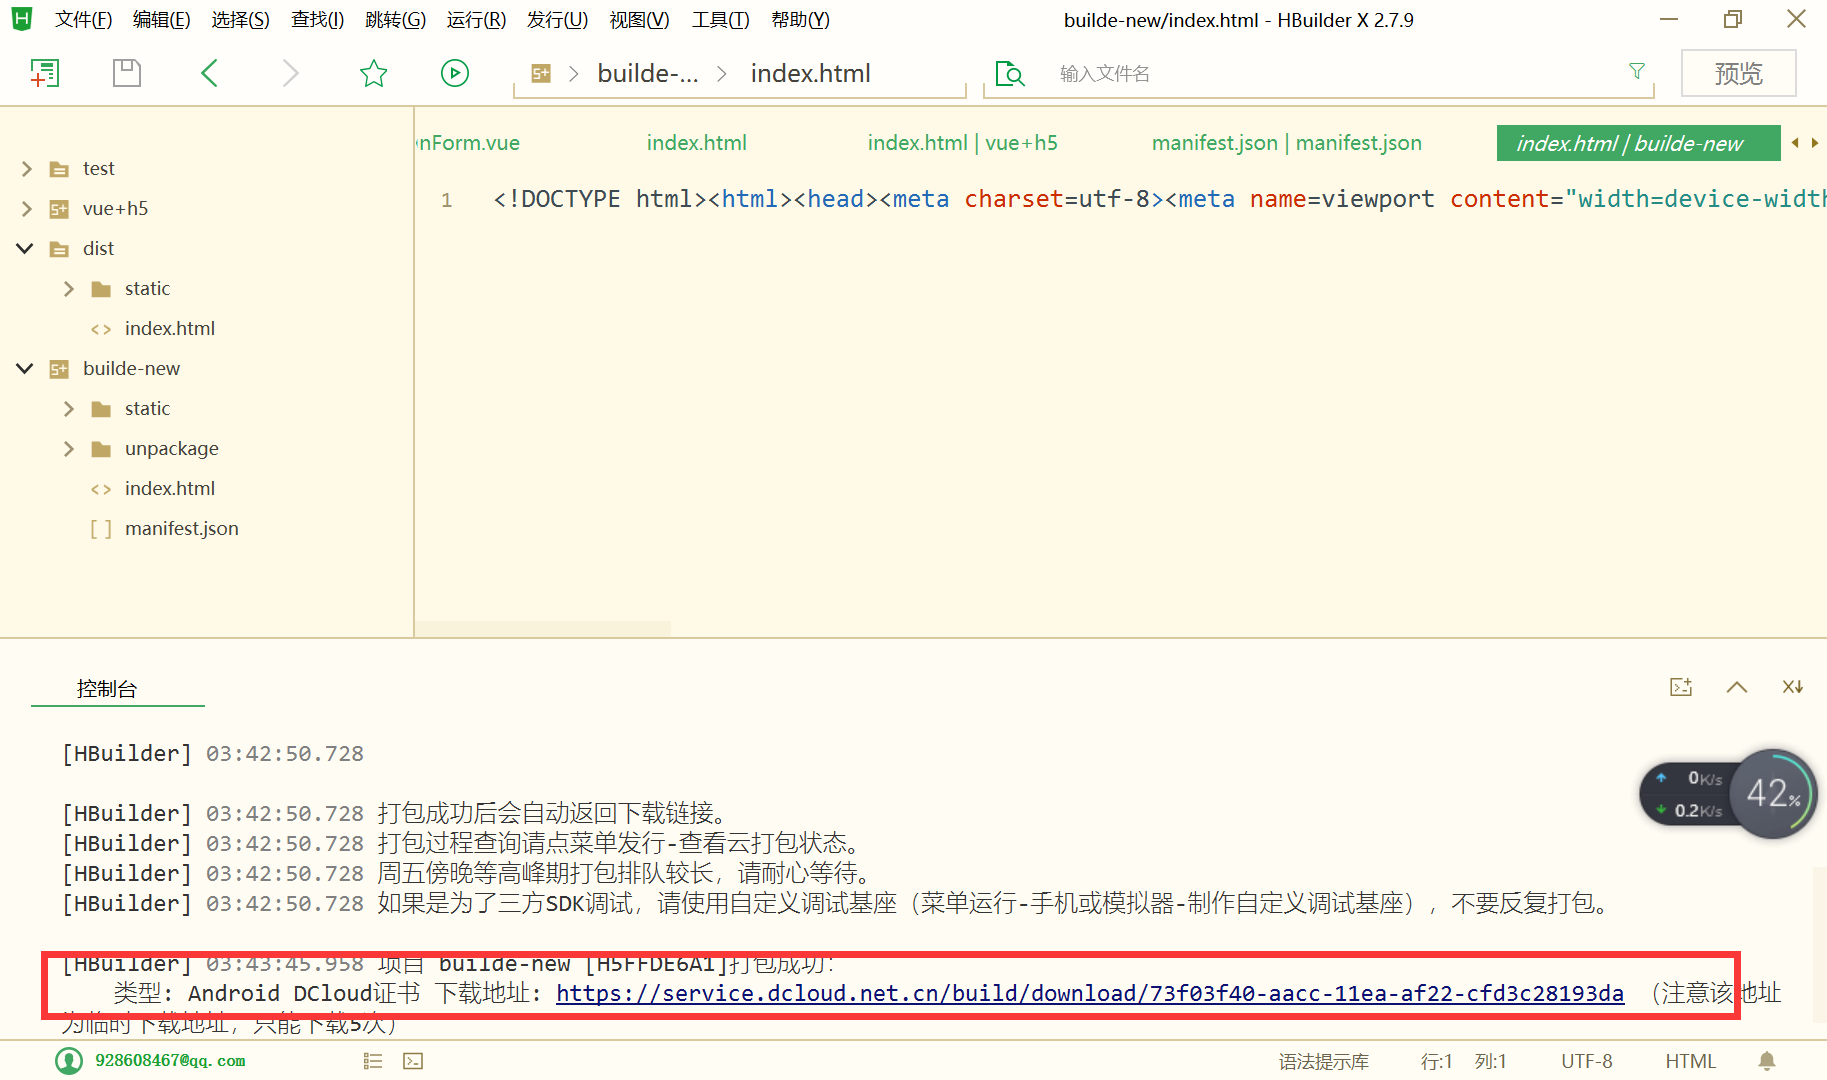 文件(F) 编辑(E) 选择(S) 查找(I) 跳转(G) 运行(R) 发行(U) 视图(V) 工具(T) 帮助(Y) builde-new/index.html - HBuilder X 2.7.9
builde-... index.html 输入文件名 预览
nForm.vue index.html index.html | vue+h5 manifest.json | manifest.json index.html | builde-new
test
vue+h5
dist
static
index.html
builde-new
static
unpackage
index.html
manifest.json
1 <!DOCTYPE html><html><head><meta charset=utf-8><meta name=viewport content="width=device-width
控制台
[HBuilder] 03:42:50.728
[HBuilder] 03:42:50.728 打包成功后会自动返回下载链接。
[HBuilder] 03:42:50.728 打包过程查询请点菜单发行-查看云打包状态。
[HBuilder] 03:42:50.728 周五傍晚等高峰期打包排队较长，请耐心等待。
[HBuilder] 03:42:50.728 如果是为了三方SDK调试，请使用自定义调试基座（菜单运行-手机或模拟器-制作自定义调试基座），不要反复打包。
[HBuilder] 03:43:45.958 项目 builde-new [H5FFDE6A1]打包成功：
类型: Android DCloud证书 下载地址: https://service.dcloud.net.cn/build/download/73f03f40-aacc-11ea-af22-cfd3c28193da （注意该地址
为临时下载地址，只能下载5次）
0K/s
0.2K/s
42%
928608467@qq.com 语法提示库 行:1 列:1 UTF-8 HTML